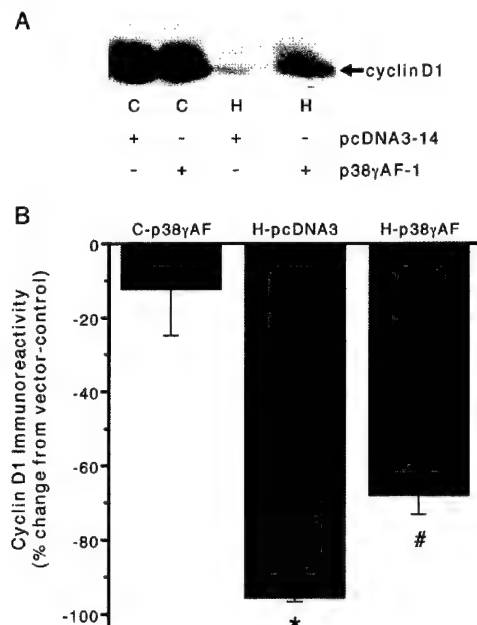 A
cyclin D1
C C H H
+ - + - pcDNA3-14
- + - + p38γAF-1
B
C-p38γAF H-pcDNA3 H-p38γAF
Cyclin D1 Immunoreactivity
(% change from vector-control)
0
-20
-40
-60
-80
-100
#
*